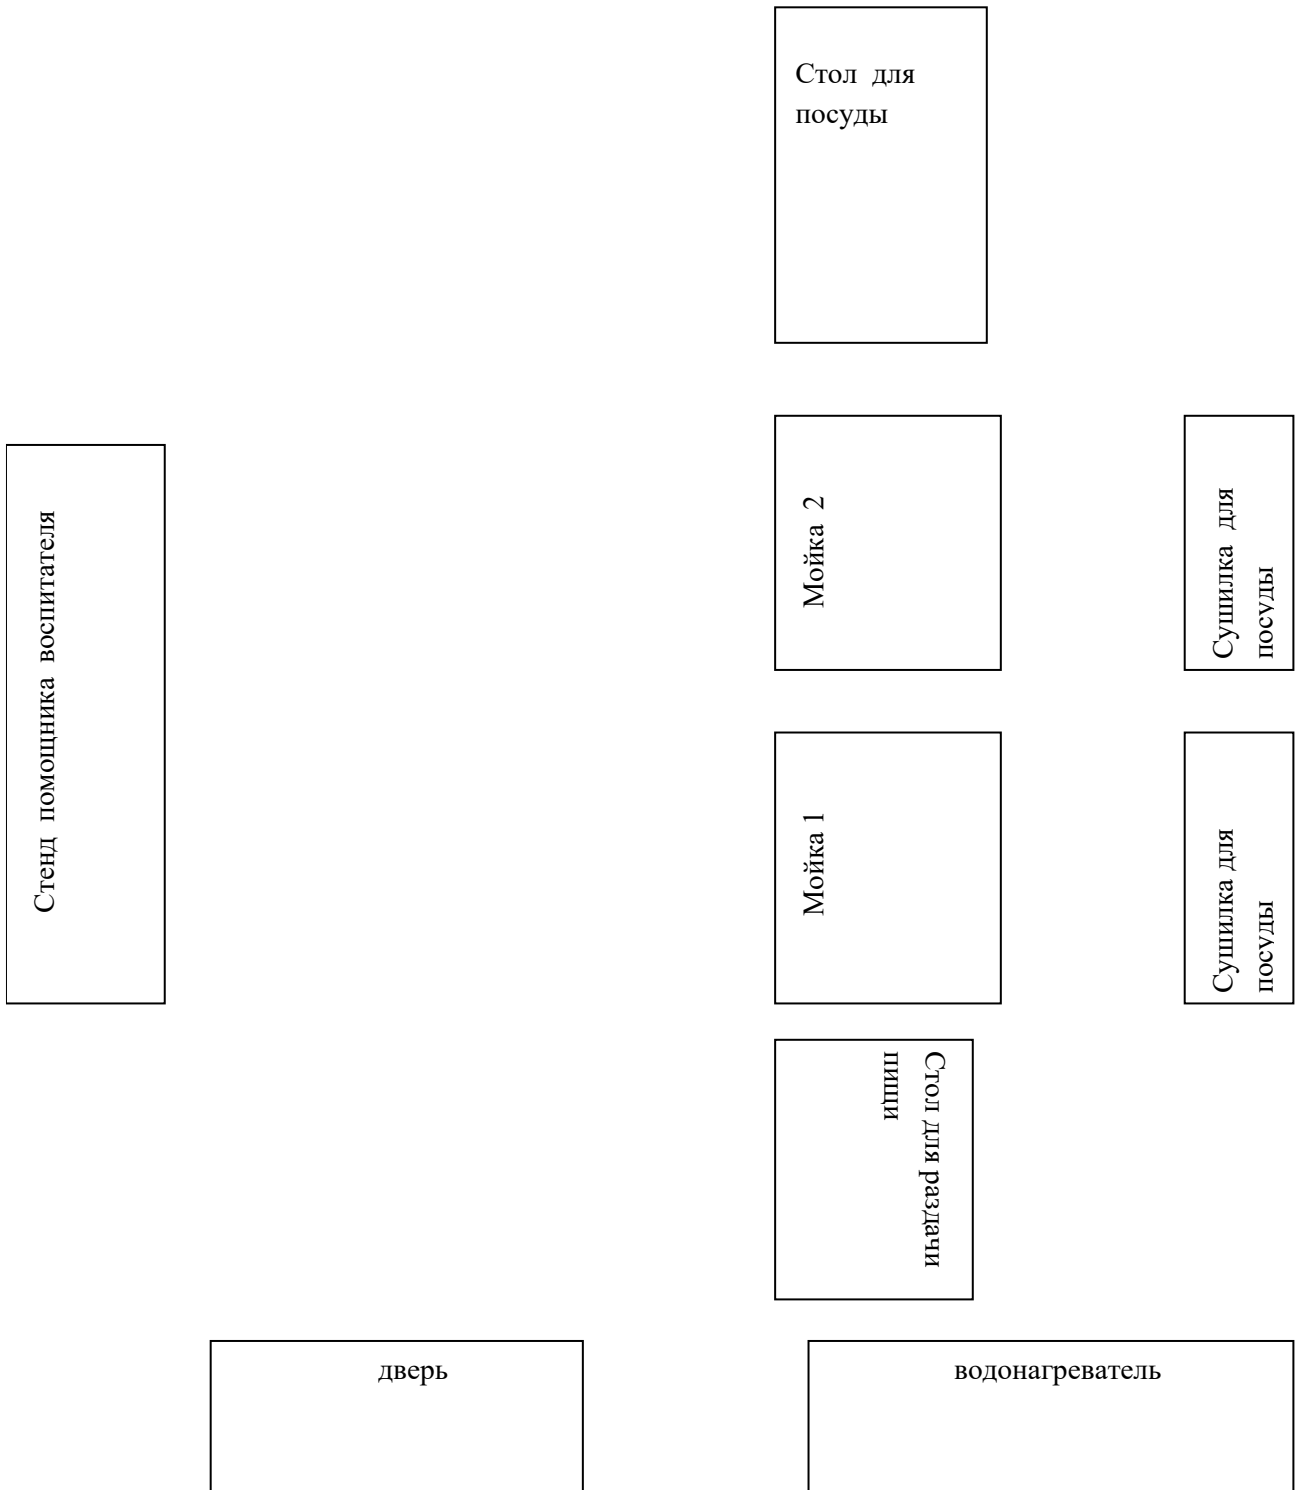 Стол для
посуды
Стенд помощника воспитателя
Мойка 2
Сушилка для
посуды
Мойка 1
Сушилка для
посуды
Стол для раздачи
пищи
дверь
водонагреватель